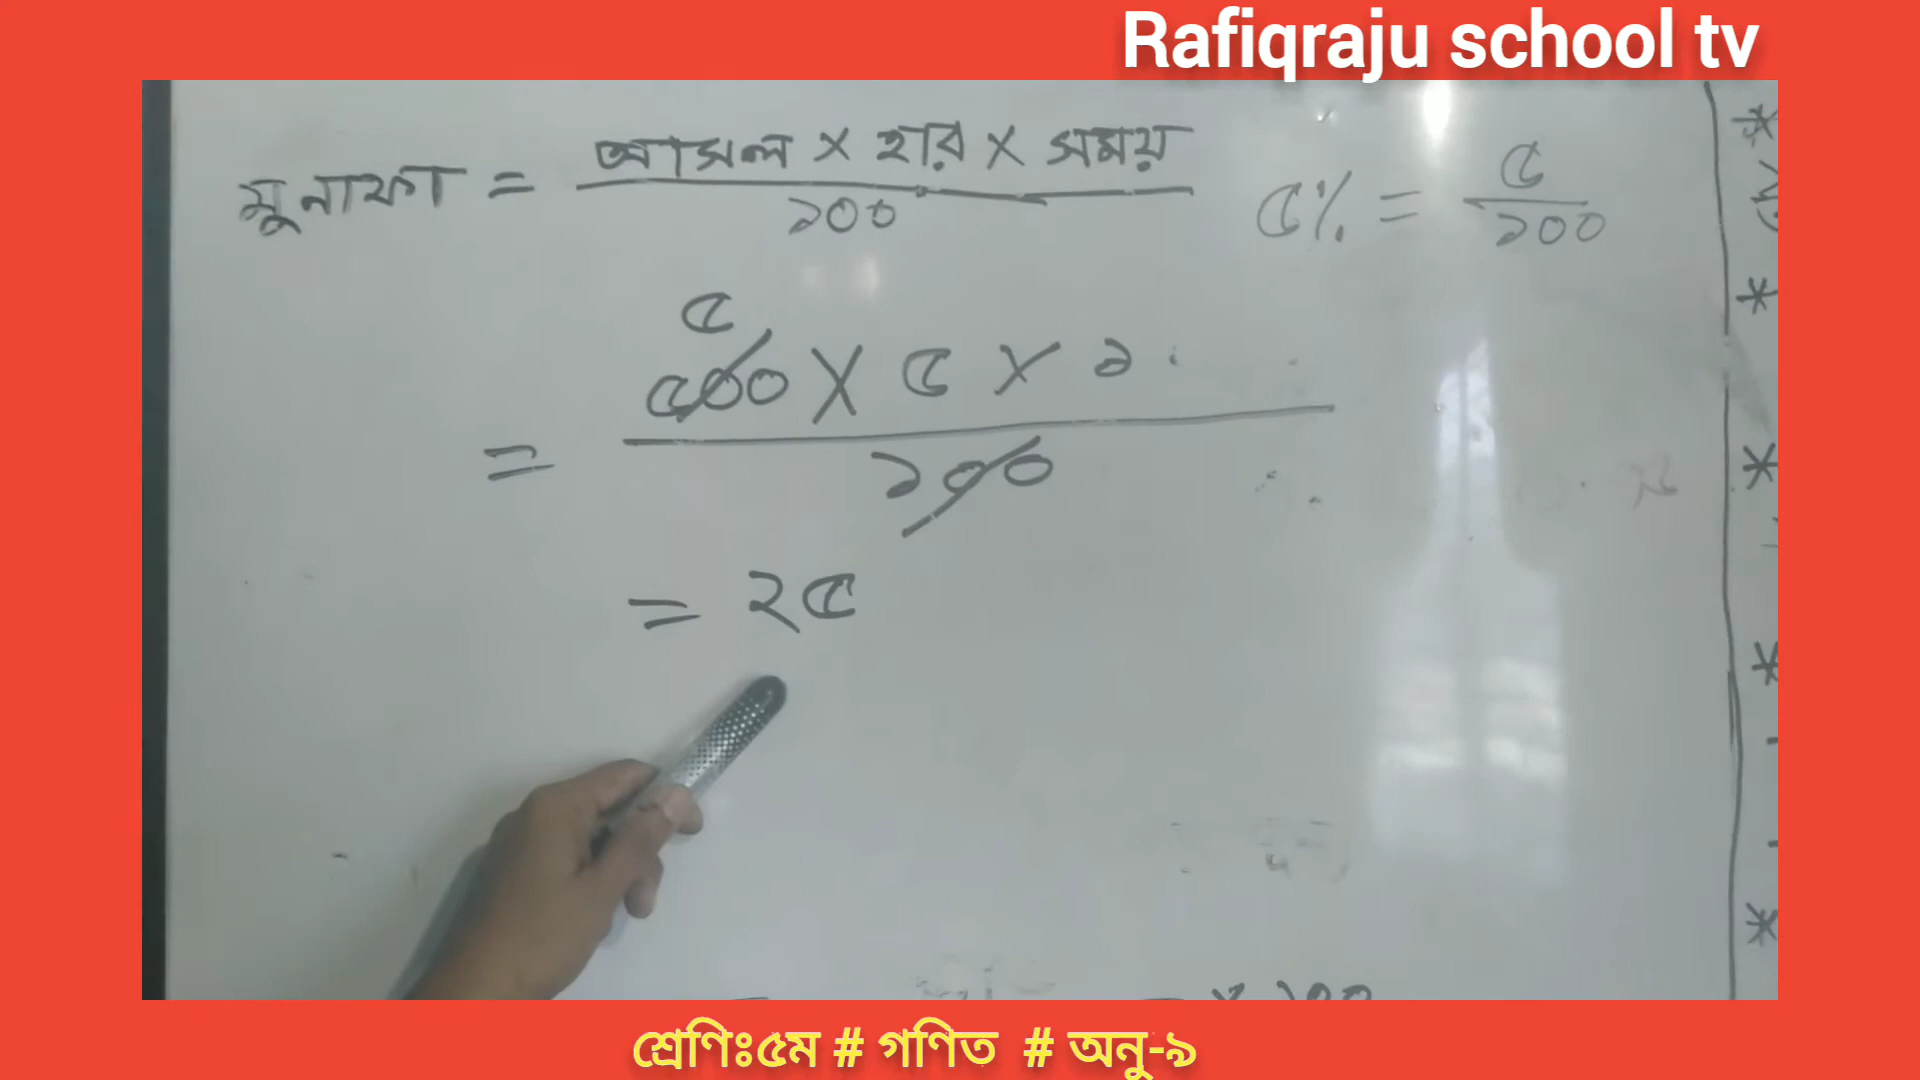 Rafiqraju school tv
মুনাফা = আসল × হার × সময় / ১০০
৫% = ৫ / ১০০
৫
= ৫০০ × ৫ × ১ / ১০০
= ২৫
× ১০০
শ্রেণিঃ৫ম # গণিত # অনু-৯